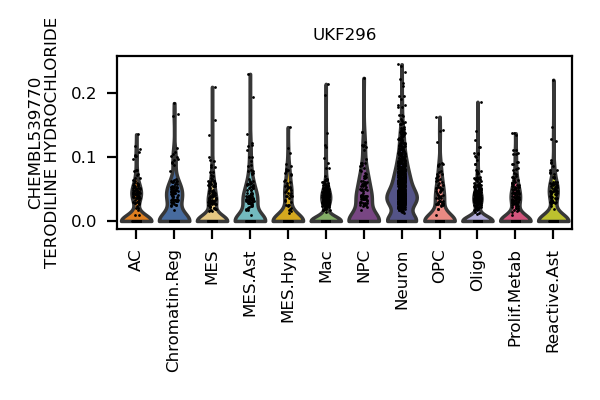 UKF296
CHEMBL539770
TERODILINE HYDROCHLORIDE
0.2
0.1
0.0
AC
Chromatin.Reg
MES
MES.Ast
MES.Hyp
Mac
NPC
Neuron
OPC
Oligo
Prolif.Metab
Reactive.Ast